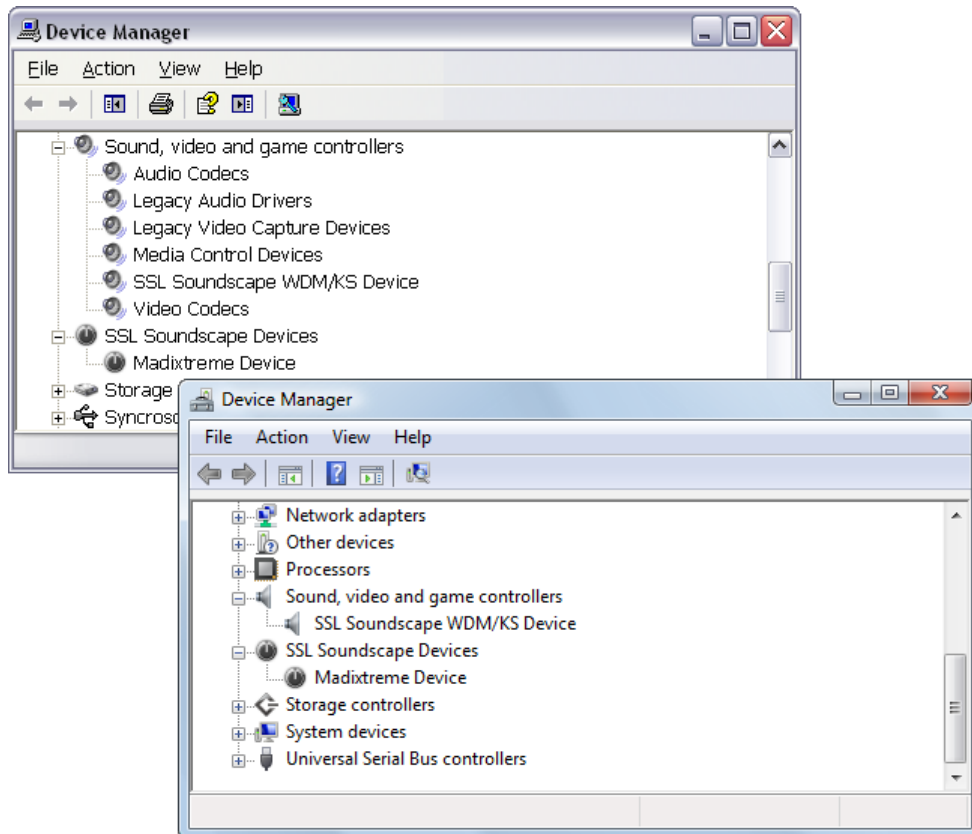 Device Manager
File Action View Help
Sound, video and game controllers
Audio Codecs
Legacy Audio Drivers
Legacy Video Capture Devices
Media Control Devices
SSL Soundscape WDM/KS Device
Video Codecs
SSL Soundscape Devices
Madixtreme Device
Storage
Syncroso
Device Manager
File Action View Help
Network adapters
Other devices
Processors
Sound, video and game controllers
SSL Soundscape WDM/KS Device
SSL Soundscape Devices
Madixtreme Device
Storage controllers
System devices
Universal Serial Bus controllers